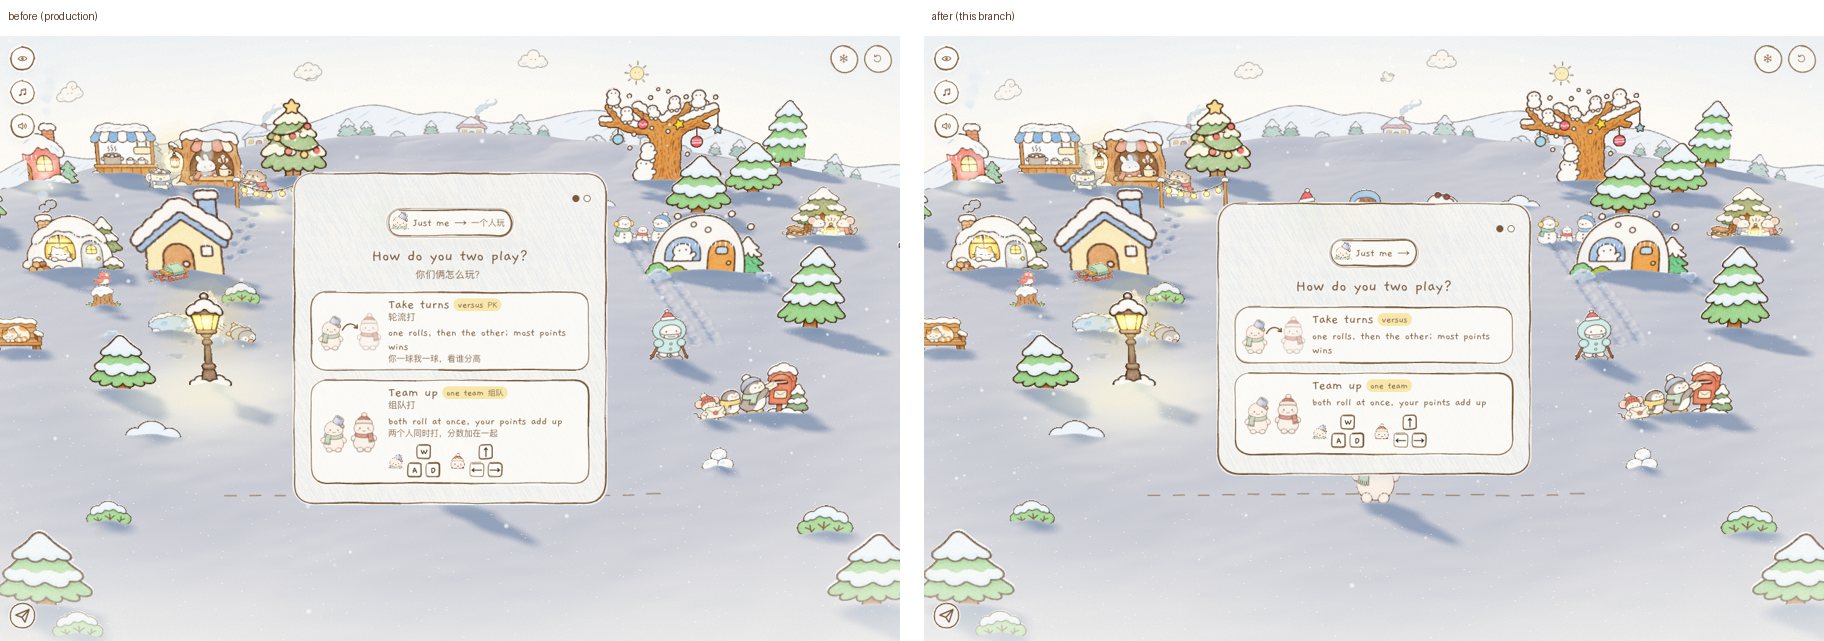 before (production)
after (this branch)
Just me → 一个人玩
How do you two play?
你们俩怎么玩?
Take turns versus PK
轮流打
one rolls, then the other; most points
wins
你一球我一球，看谁分高
Team up one team 组队
组队打
both roll at once, your points add up
两个人同时打，分数加在一起
W ↑
A D ← →
Just me →
How do you two play?
Take turns versus
one rolls, then the other; most points
wins
Team up one team
both roll at once, your points add up
W ↑
A D ← →